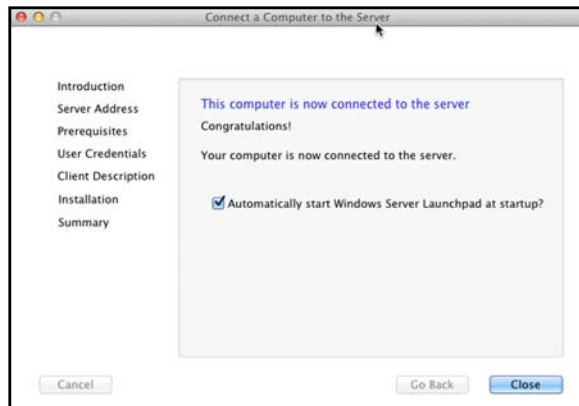 Connect a Computer to the Server
Introduction
Server Address
Prerequisites
User Credentials
Client Description
Installation
Summary
This computer is now connected to the server
Congratulations!
Your computer is now connected to the server.
Automatically start Windows Server Launchpad at startup?
Cancel
Go Back
Close